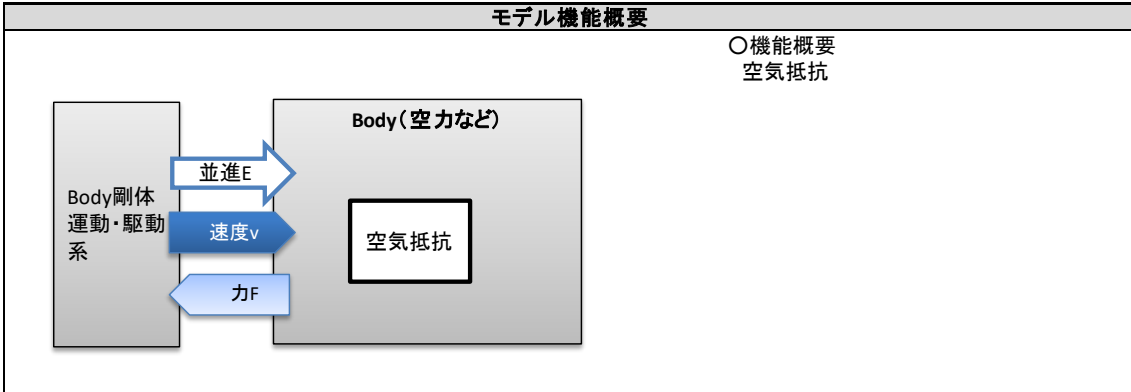 モデル機能概要
〇機能概要
空気抵抗
Body(空力など)
並進E
Body剛体
運動・駆動
系
速度v
空気抵抗
力F